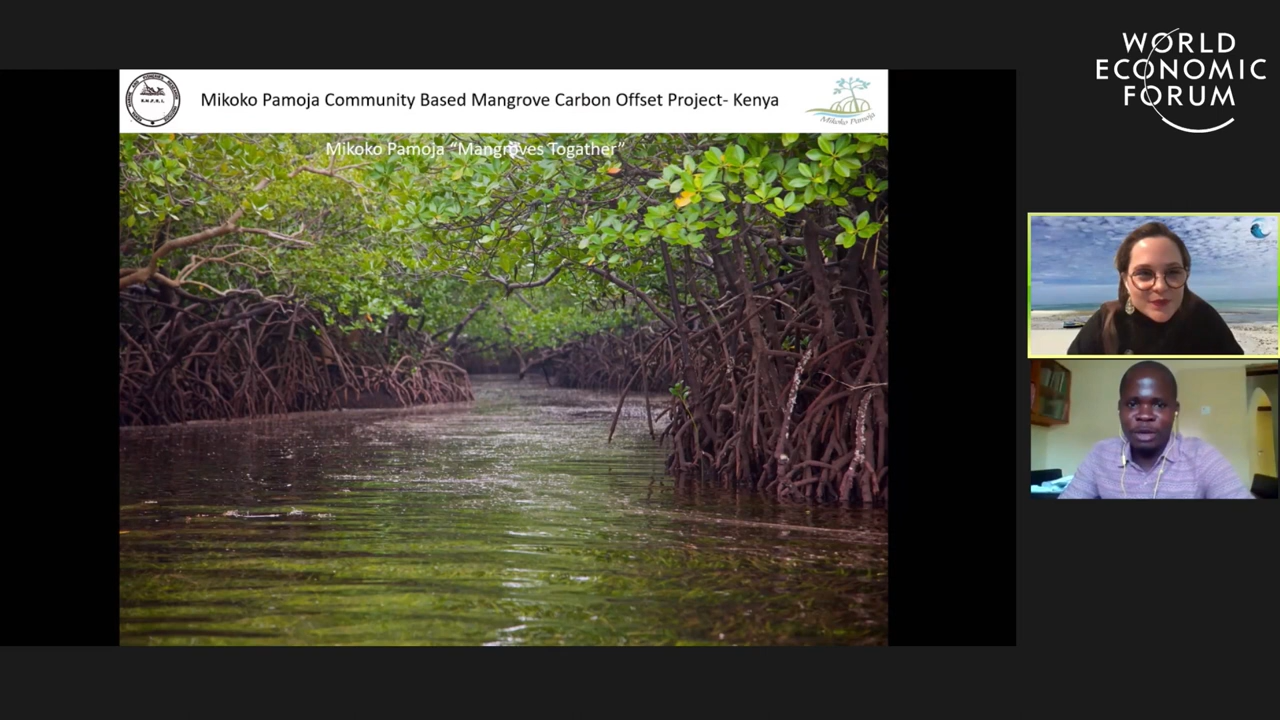 WORLD
ECONOMIC
FORUM
Mikoko Pamoja Community Based Mangrove Carbon Offset Project- Kenya
Mikoko Pamoja
Mikoko Pamoja “Mangroves Togather”